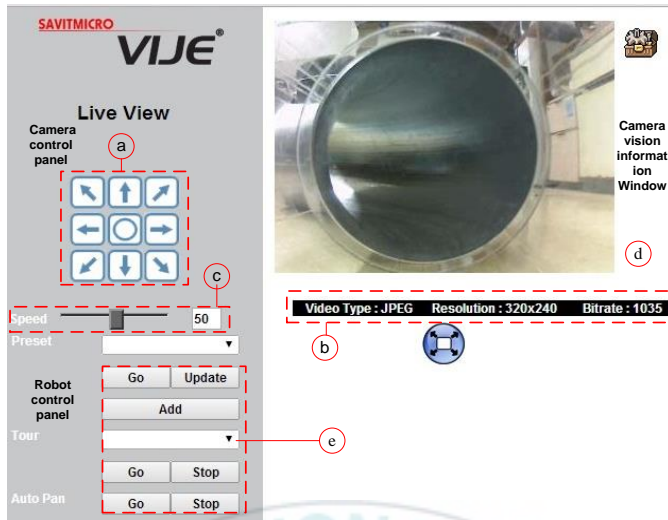 SAVITMICRO
VIJE®
Live View
Camera
control
panel
a
c
Speed
50
Preset
Go Update
Robot
control
panel
Add
Tour
e
Go Stop
Auto Pan
Go Stop
Camera
vision
informat
ion
Window
d
Video Type : JPEG Resolution : 320x240 Bitrate : 1035
b